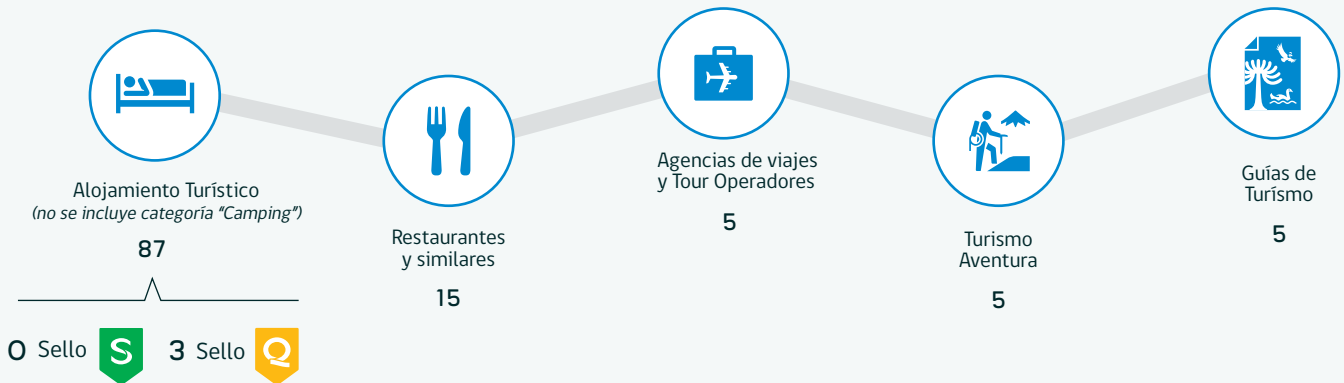 Alojamiento Turístico
(no se incluye categoría "Camping")
87
0 Sello S 3 Sello Q
Restaurantes
y similares
15
Agencias de viajes
y Tour Operadores
5
Turismo
Aventura
5
Guías de
Turísmo
5